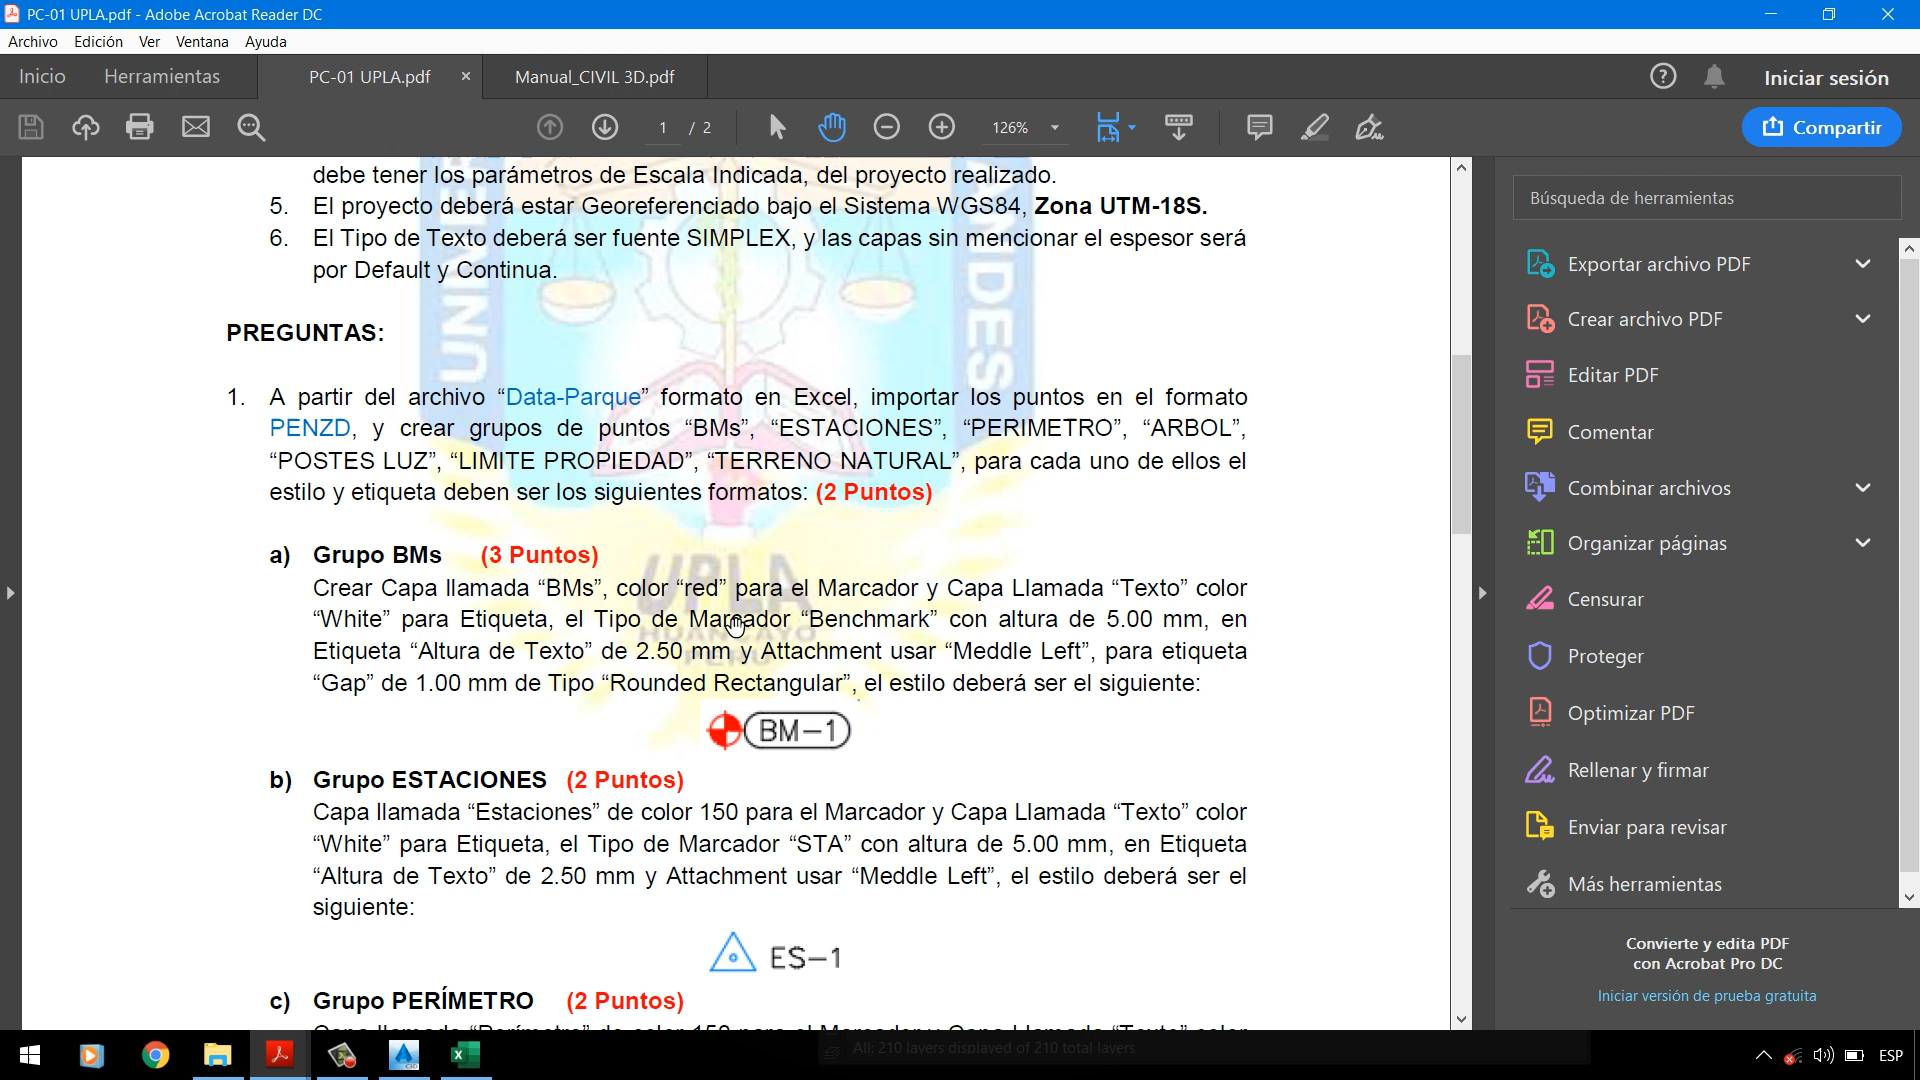 PC-01 UPLA.pdf - Adobe Acrobat Reader DC
Archivo Edición Ver Ventana Ayuda
Inicio Herramientas PC-01 UPLA.pdf × Manual_CIVIL 3D.pdf Iniciar sesión
1 / 2 126% Compartir
debe tener los parámetros de Escala Indicada, del proyecto realizado.
5. El proyecto deberá estar Georeferenciado bajo el Sistema WGS84, Zona UTM-18S.
6. El Tipo de Texto deberá ser fuente SIMPLEX, y las capas sin mencionar el espesor será
por Default y Continua.
PREGUNTAS:
1. A partir del archivo “Data-Parque” formato en Excel, importar los puntos en el formato
PENZD, y crear grupos de puntos “BMs”, “ESTACIONES”, “PERIMETRO”, “ARBOL”,
“POSTES LUZ”, “LIMITE PROPIEDAD”, “TERRENO NATURAL”, para cada uno de ellos el
estilo y etiqueta deben ser los siguientes formatos: (2 Puntos)
a) Grupo BMs (3 Puntos)
Crear Capa llamada “BMs”, color “red” para el Marcador y Capa Llamada “Texto” color
“White” para Etiqueta, el Tipo de Marcador “Benchmark” con altura de 5.00 mm, en
Etiqueta “Altura de Texto” de 2.50 mm y Attachment usar “Meddle Left”, para etiqueta
“Gap” de 1.00 mm de Tipo “Rounded Rectangular”, el estilo deberá ser el siguiente:
BM-1
b) Grupo ESTACIONES (2 Puntos)
Capa llamada “Estaciones” de color 150 para el Marcador y Capa Llamada “Texto” color
“White” para Etiqueta, el Tipo de Marcador “STA” con altura de 5.00 mm, en Etiqueta
“Altura de Texto” de 2.50 mm y Attachment usar “Meddle Left”, el estilo deberá ser el
siguiente:
ES-1
c) Grupo PERÍMETRO (2 Puntos)
UPLA
HUANCAYO
PERU
ANDES
Búsqueda de herramientas
Exportar archivo PDF
Crear archivo PDF
Editar PDF
Comentar
Combinar archivos
Organizar páginas
Censurar
Proteger
Optimizar PDF
Rellenar y firmar
Enviar para revisar
Más herramientas
Convierte y edita PDF
con Acrobat Pro DC
Iniciar versión de prueba gratuita
All: 210 layers displayed of 210 total layers
ESP